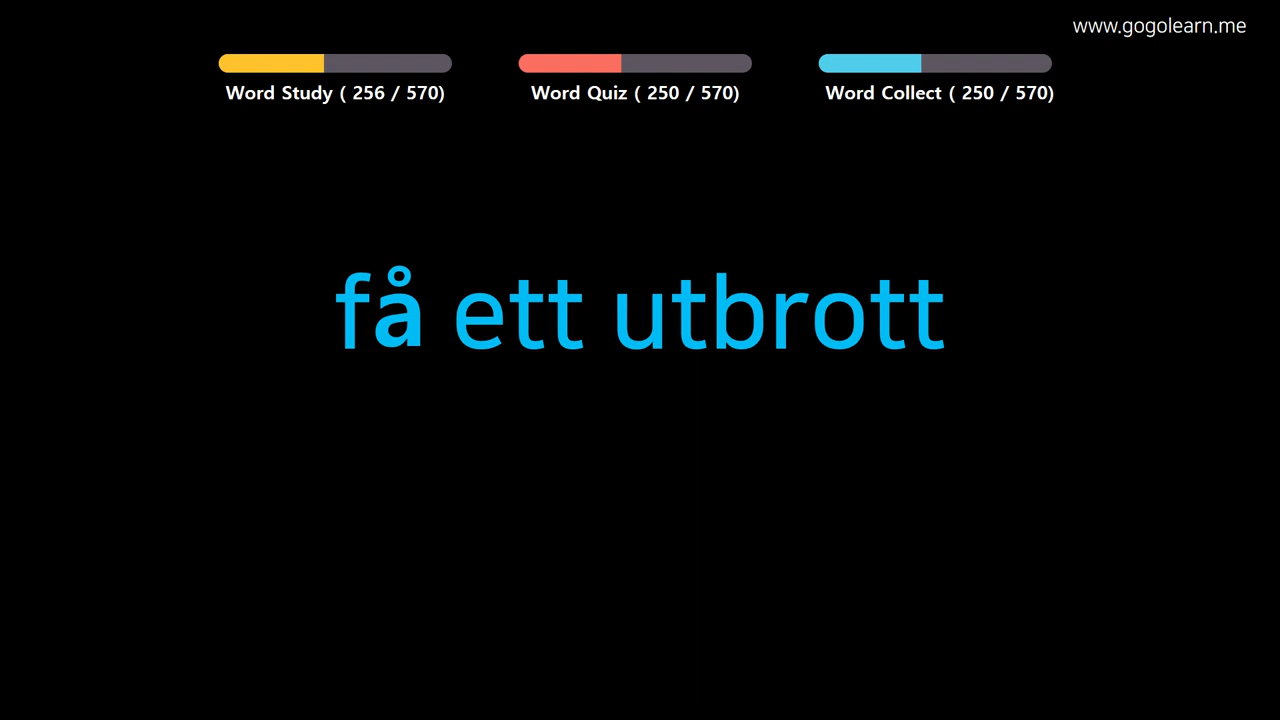 www.gogolearn.me
Word Study ( 256 / 570)
Word Quiz ( 250 / 570)
Word Collect ( 250 / 570)
få ett utbrott